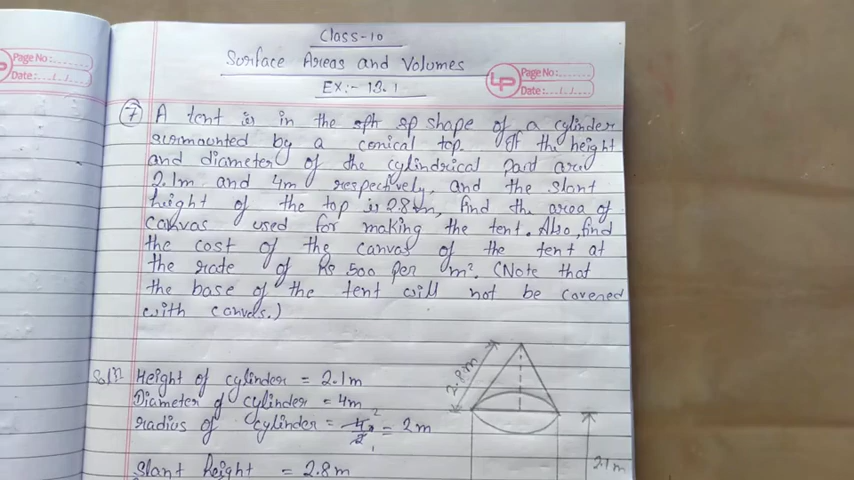 Page No:
Date:
Class-10
Surface Areas and Volumes
EX:- 13.1
LP
Page No:
Date:
7 A tent is in the sph sp shape of a cylinder
surmounted by a conical top. If the height
and diameter of the cylindrical part are
2.1m and 4m respectively, and the slant
height of the top is 2.8m, find the area of
canvas used for making the tent. Also, find
the cost of the canvas of the tent at
the rate of Rs 500 per m². (Note that
the base of the tent will not be covered
with canvas.)
Height of cylinder = 2.1m
Diameter of cylinder = 4m
radius of cylinder = 4/2 = 2m
Slant height = 2.8m
2.8m
2.1m